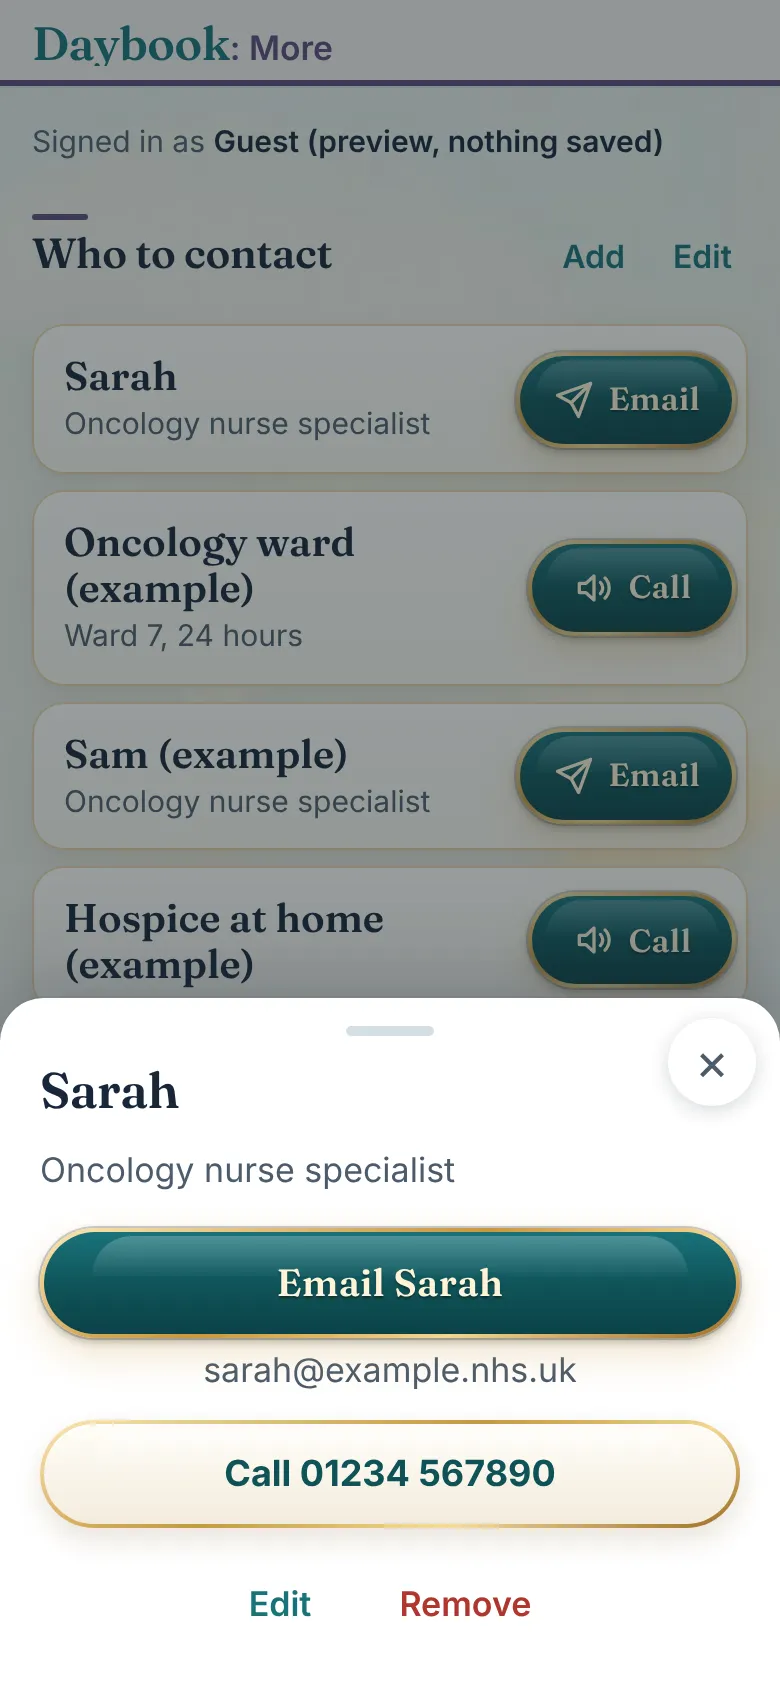 Daybook: More
Signed in as Guest (preview, nothing saved)
Who to contact Add Edit
Sarah
Oncology nurse specialist
Email
Oncology ward
(example)
Ward 7, 24 hours
Call
Sam (example)
Oncology nurse specialist
Email
Hospice at home
(example)
Call
Sarah
Oncology nurse specialist
Email Sarah
sarah@example.nhs.uk
Call 01234 567890
Edit Remove